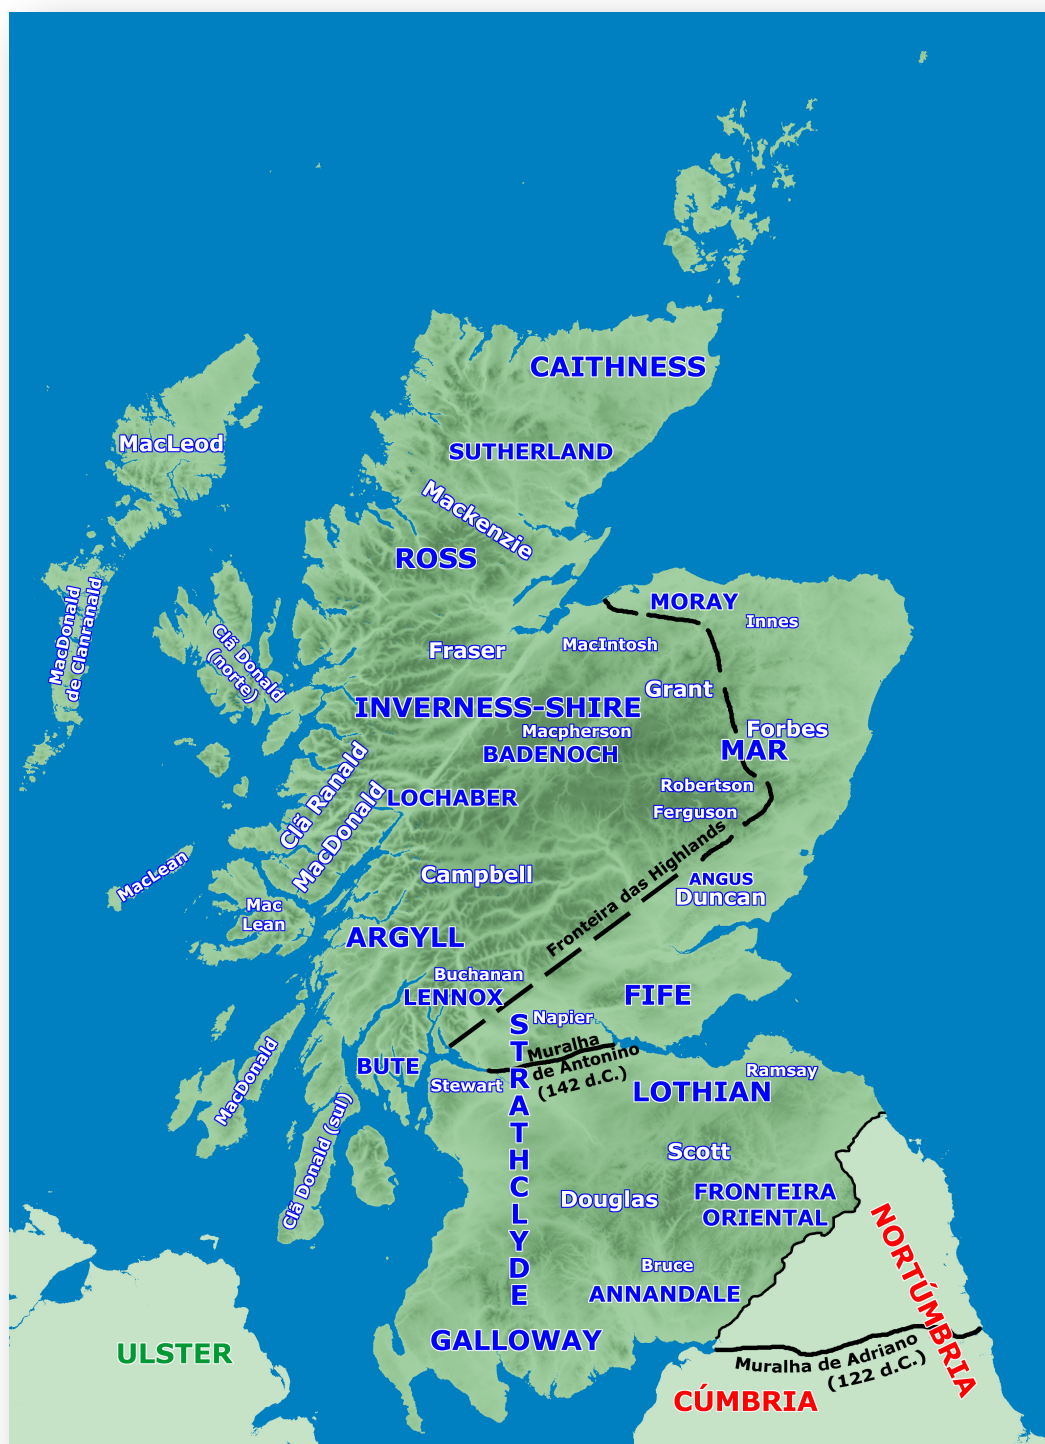 CAITHNESS
MacLeod
SUTHERLAND
Mackenzie
ROSS
MacDonald
de Clanranald
Clã Donald
(norte)
MORAY
Innes
MacIntosh
Fraser
Grant
INVERNESS-SHIRE
Macpherson
Forbes
BADENOCH
MAR
Clã Ranald
MacDonald
LOCHABER
Robertson
Ferguson
Fronteira das Highlands
MacLean
Campbell
ANGUS
Duncan
Mac
Lean
ARGYLL
Buchanan
LENNOX
FIFE
Napier
STRATHCLYDE
Muralha
de Antonino
(142 d.C.)
BUTE
Stewart
MacDonald
Ramsay
LOTHIAN
Clã Donald (sul)
Scott
Douglas
FRONTEIRA
ORIENTAL
NORTÚMBRIA
Bruce
ANNANDALE
GALLOWAY
ULSTER
Muralha de Adriano
(122 d.C.)
CÚMBRIA